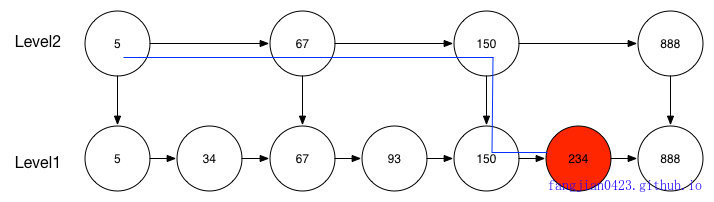 Level2 5 67 150 888
Level1 5 34 67 93 150 234 888
fangjian0423.github.io